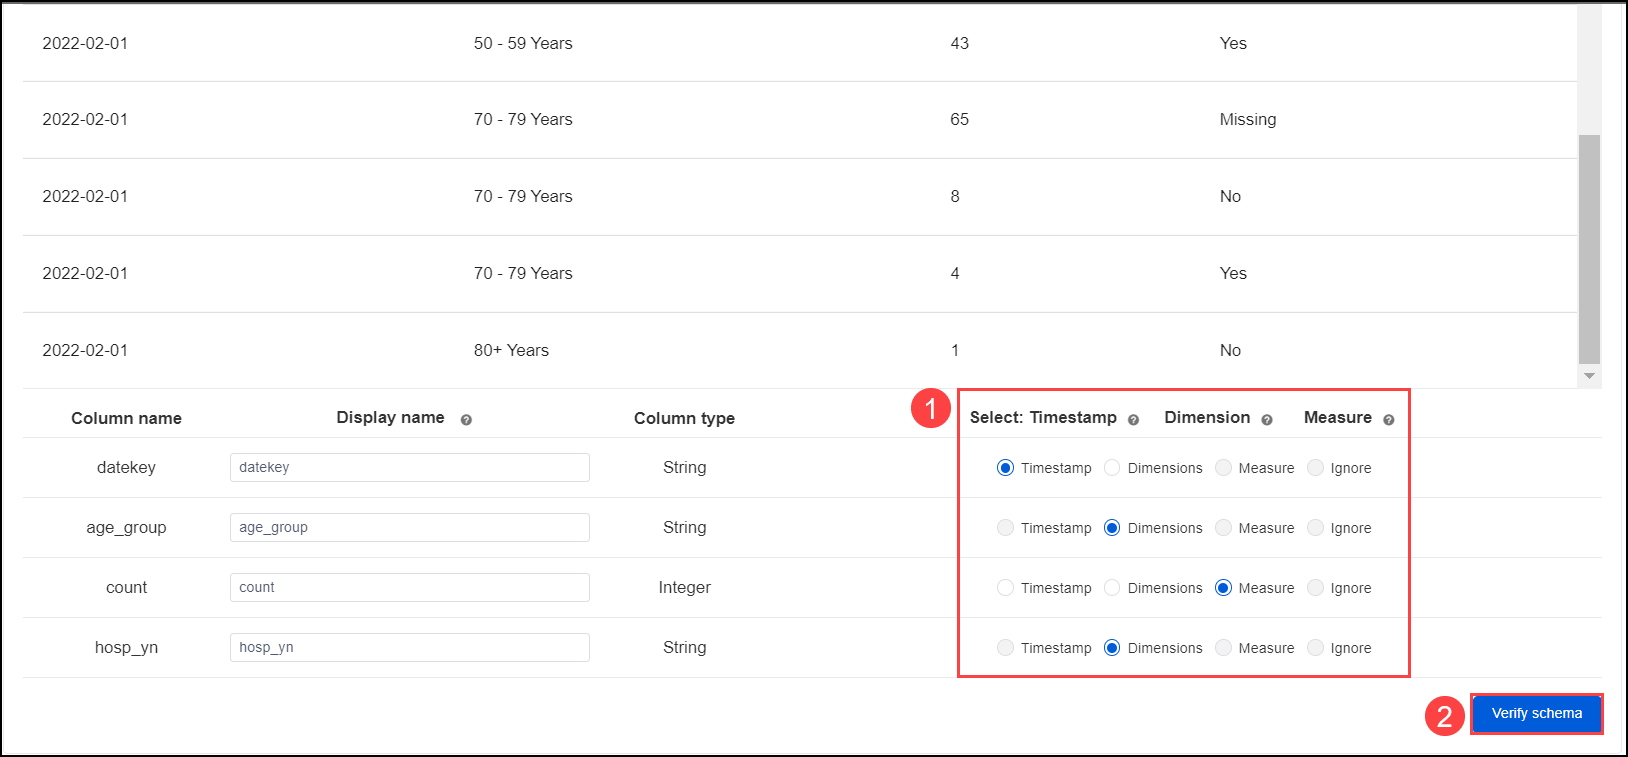 2022-02-01 50 - 59 Years 43 Yes
2022-02-01 70 - 79 Years 65 Missing
2022-02-01 70 - 79 Years 8 No
2022-02-01 70 - 79 Years 4 Yes
2022-02-01 80+ Years 1 No
1
Column name Display name ? Column type Select: Timestamp ? Dimension ? Measure ?
datekey datekey String Timestamp Dimensions Measure Ignore
age_group age_group String Timestamp Dimensions Measure Ignore
count count Integer Timestamp Dimensions Measure Ignore
hosp_yn hosp_yn String Timestamp Dimensions Measure Ignore
2 Verify schema